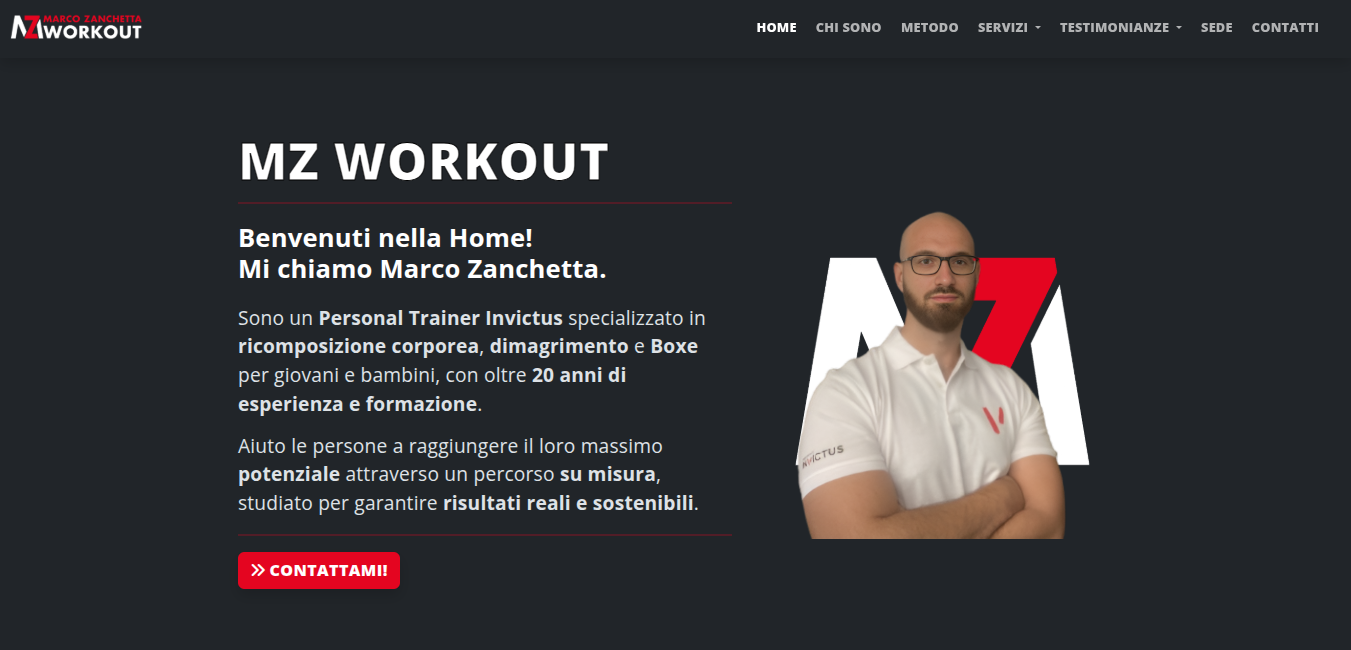 MARCO ZANCHETTA
MZWORKOUT
HOME CHI SONO METODO SERVIZI TESTIMONIANZE SEDE CONTATTI
MZ WORKOUT
Benvenuti nella Home!
Mi chiamo Marco Zanchetta.
Sono un Personal Trainer Invictus specializzato in
ricomposizione corporea, dimagrimento e Boxe
per giovani e bambini, con oltre 20 anni di
esperienza e formazione.
Aiuto le persone a raggiungere il loro massimo
potenziale attraverso un percorso su misura,
studiato per garantire risultati reali e sostenibili.
CONTATTAMI!
MZ
INVICTUS